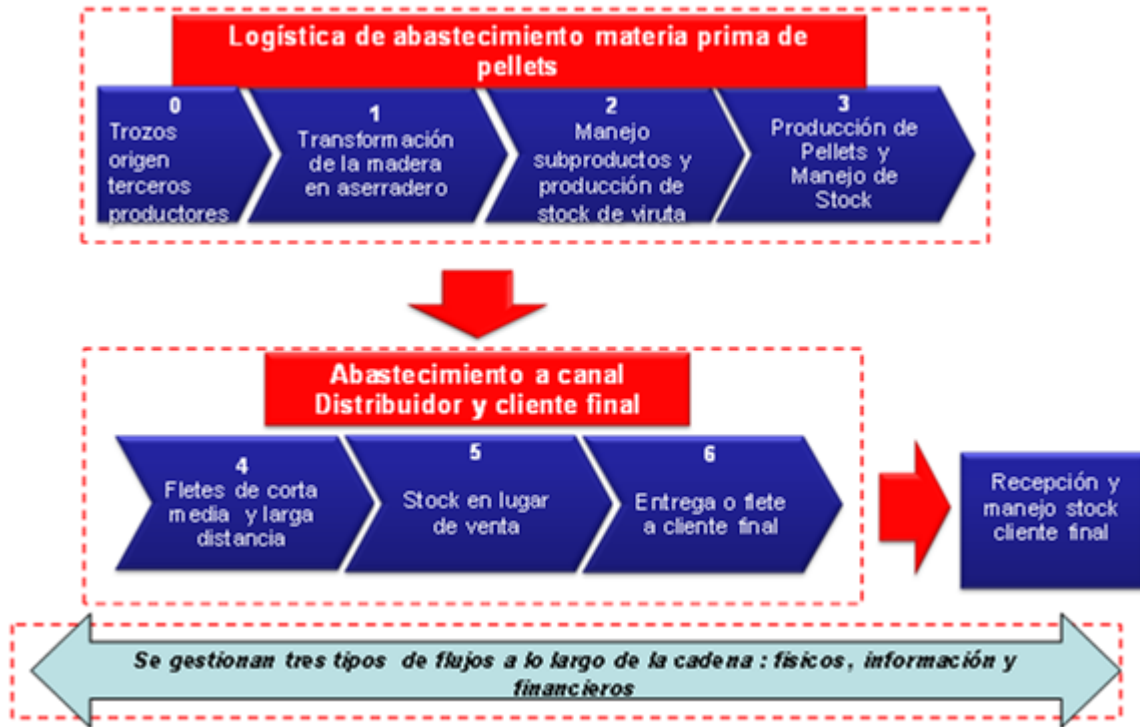 Logística de abastecimiento materia prima de
pellets
0
Trozos
origen
terceros
productores
1
Transformación
de la madera
en aserradero
2
Manejo
subproductos y
producción de
stock de viruta
3
Producción de
Pellets y
Manejo de
Stock
Abastecimiento a canal
Distribuidor y cliente final
4
Fletes de corta
media y larga
distancia
5
Stock en lugar
de venta
6
Entrega o flete
a cliente final
Recepción y
manejo stock
cliente final
Se gestionan tres tipos de flujos a lo largo de la cadena : físicos, información y
financieros